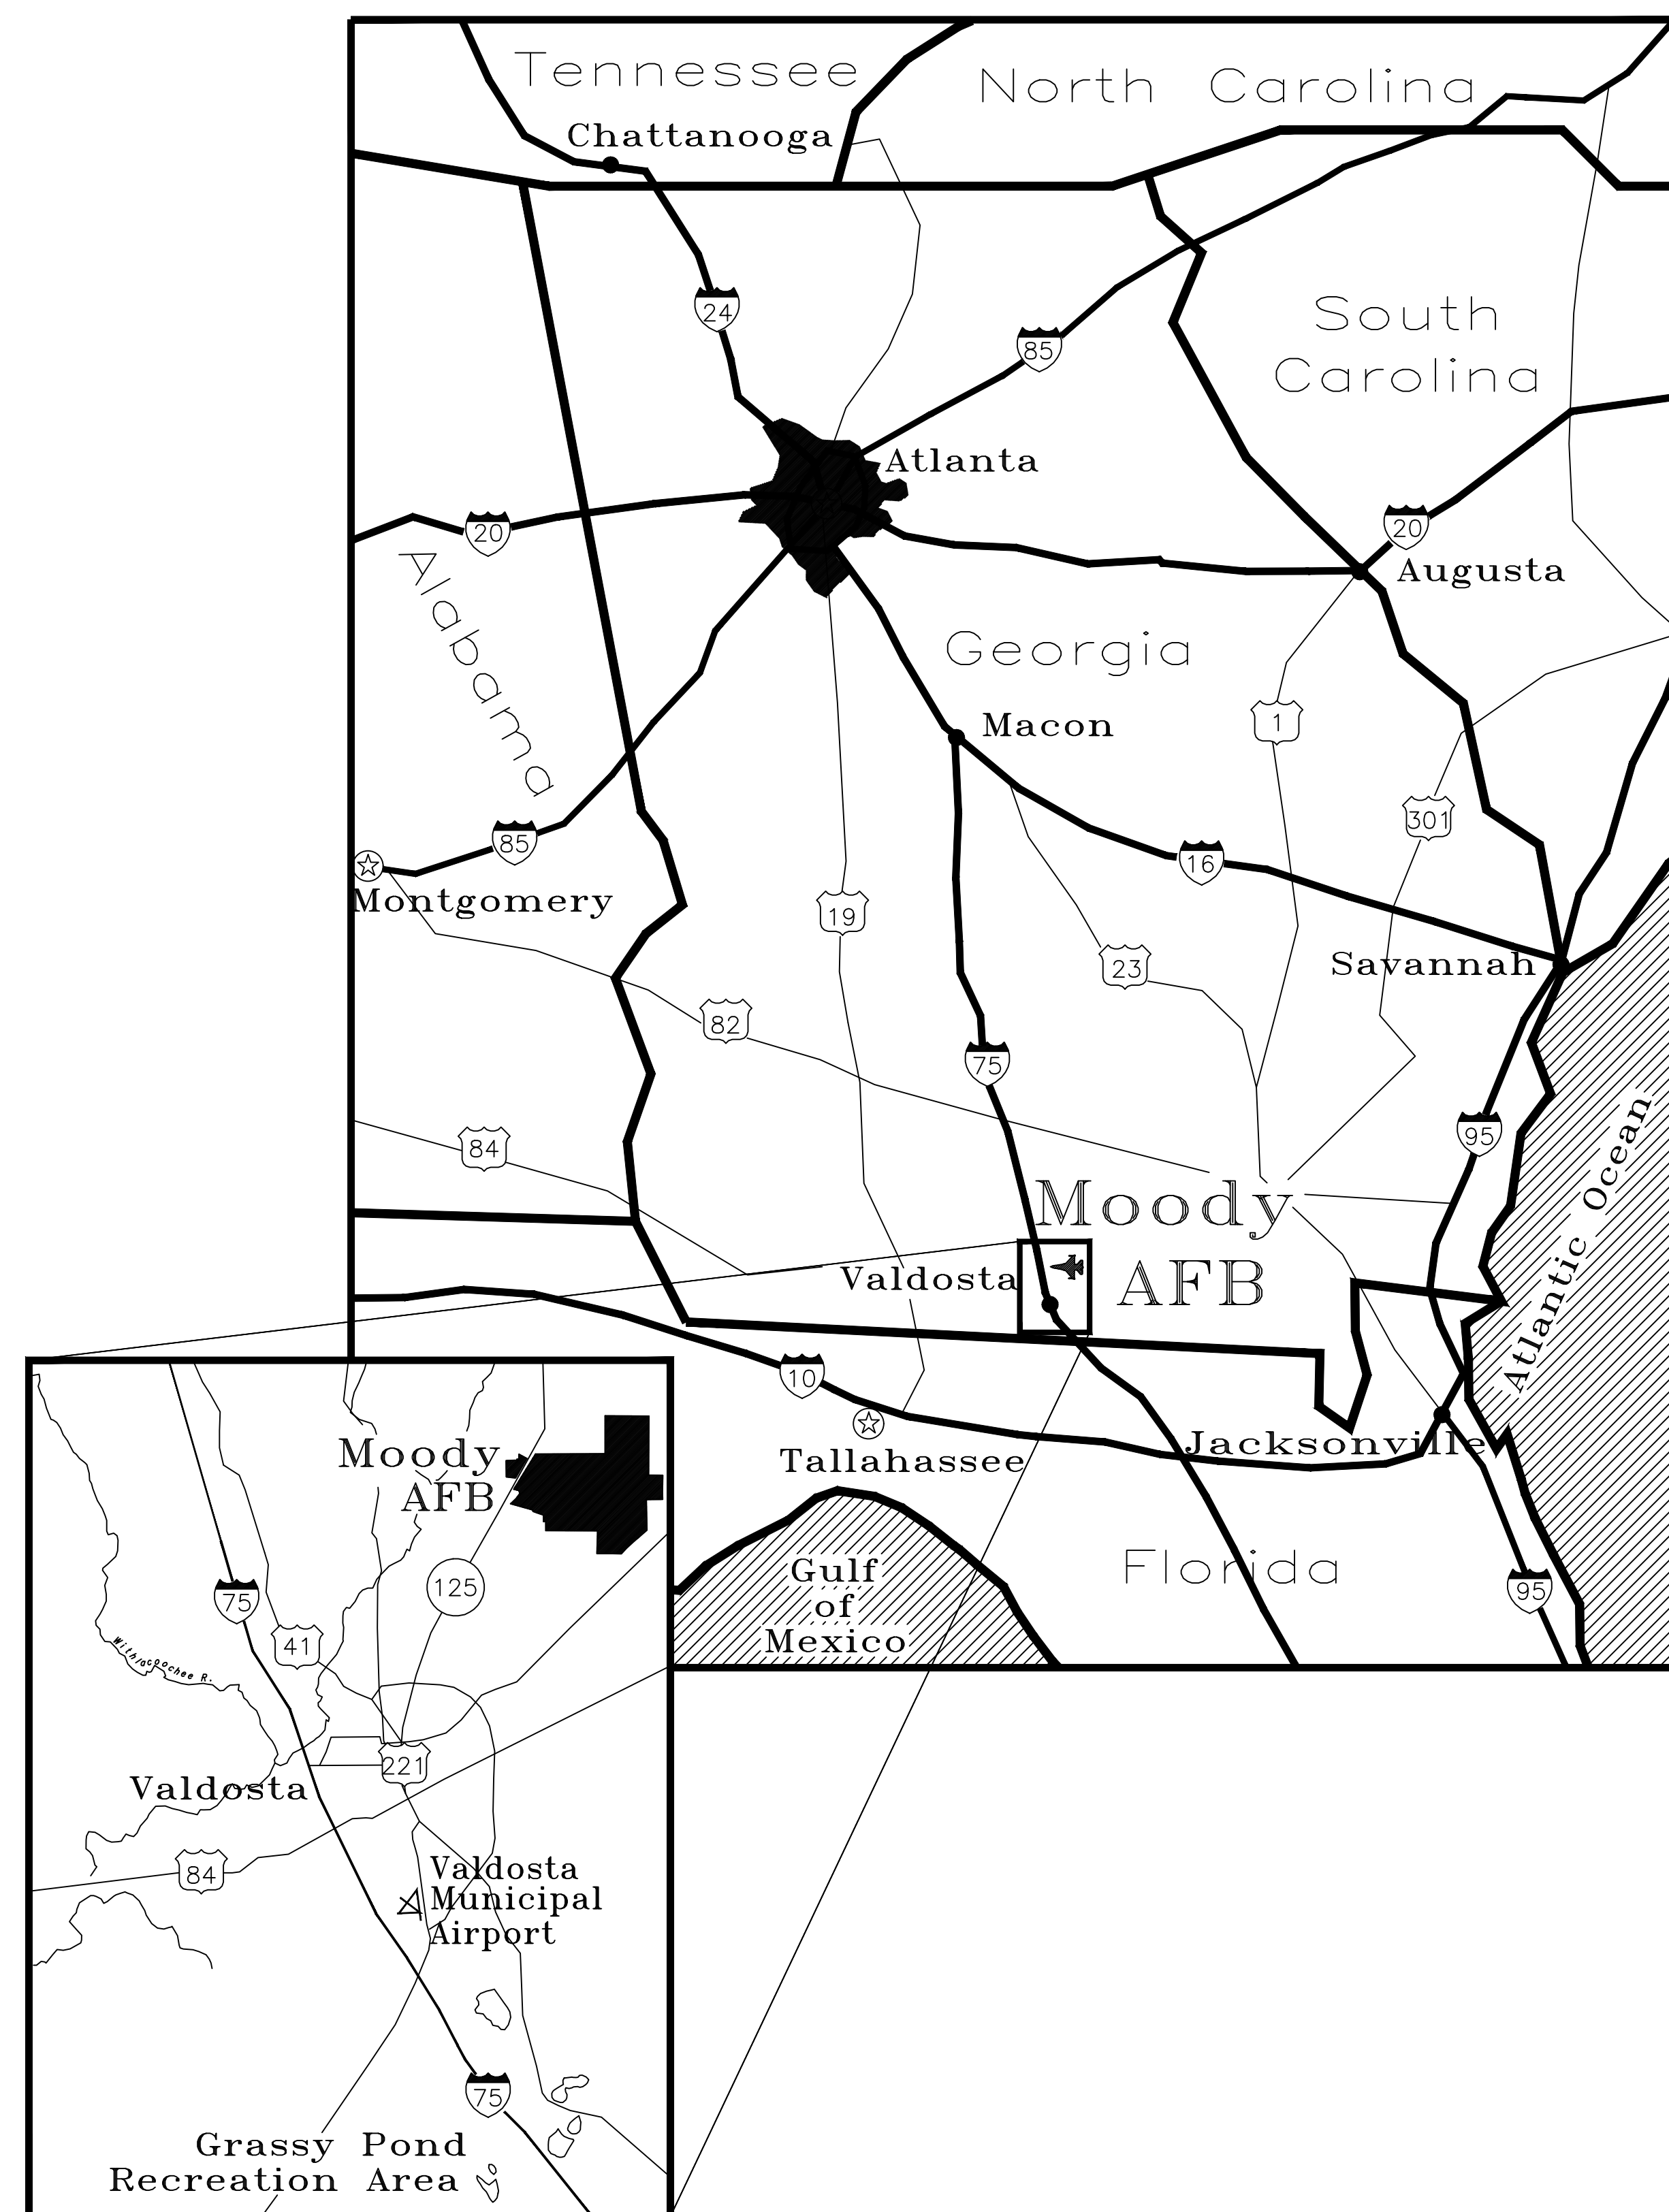 Tennessee
North Carolina
Chattanooga
24
85
South
Carolina
Atlanta
20
20
Augusta
Alabama
Georgia
Macon
1
301
85
16
Montgomery
19
23
Savannah
82
75
84
95
Moody
AFB
Valdosta
Atlantic Ocean
10
Tallahassee
Jacksonville
Gulf
of
Mexico
Florida
95
Moody
AFB
125
75
41
Withlacoochee R.
221
Valdosta
84
Valdosta
Municipal
Airport
75
Grassy Pond
Recreation Area